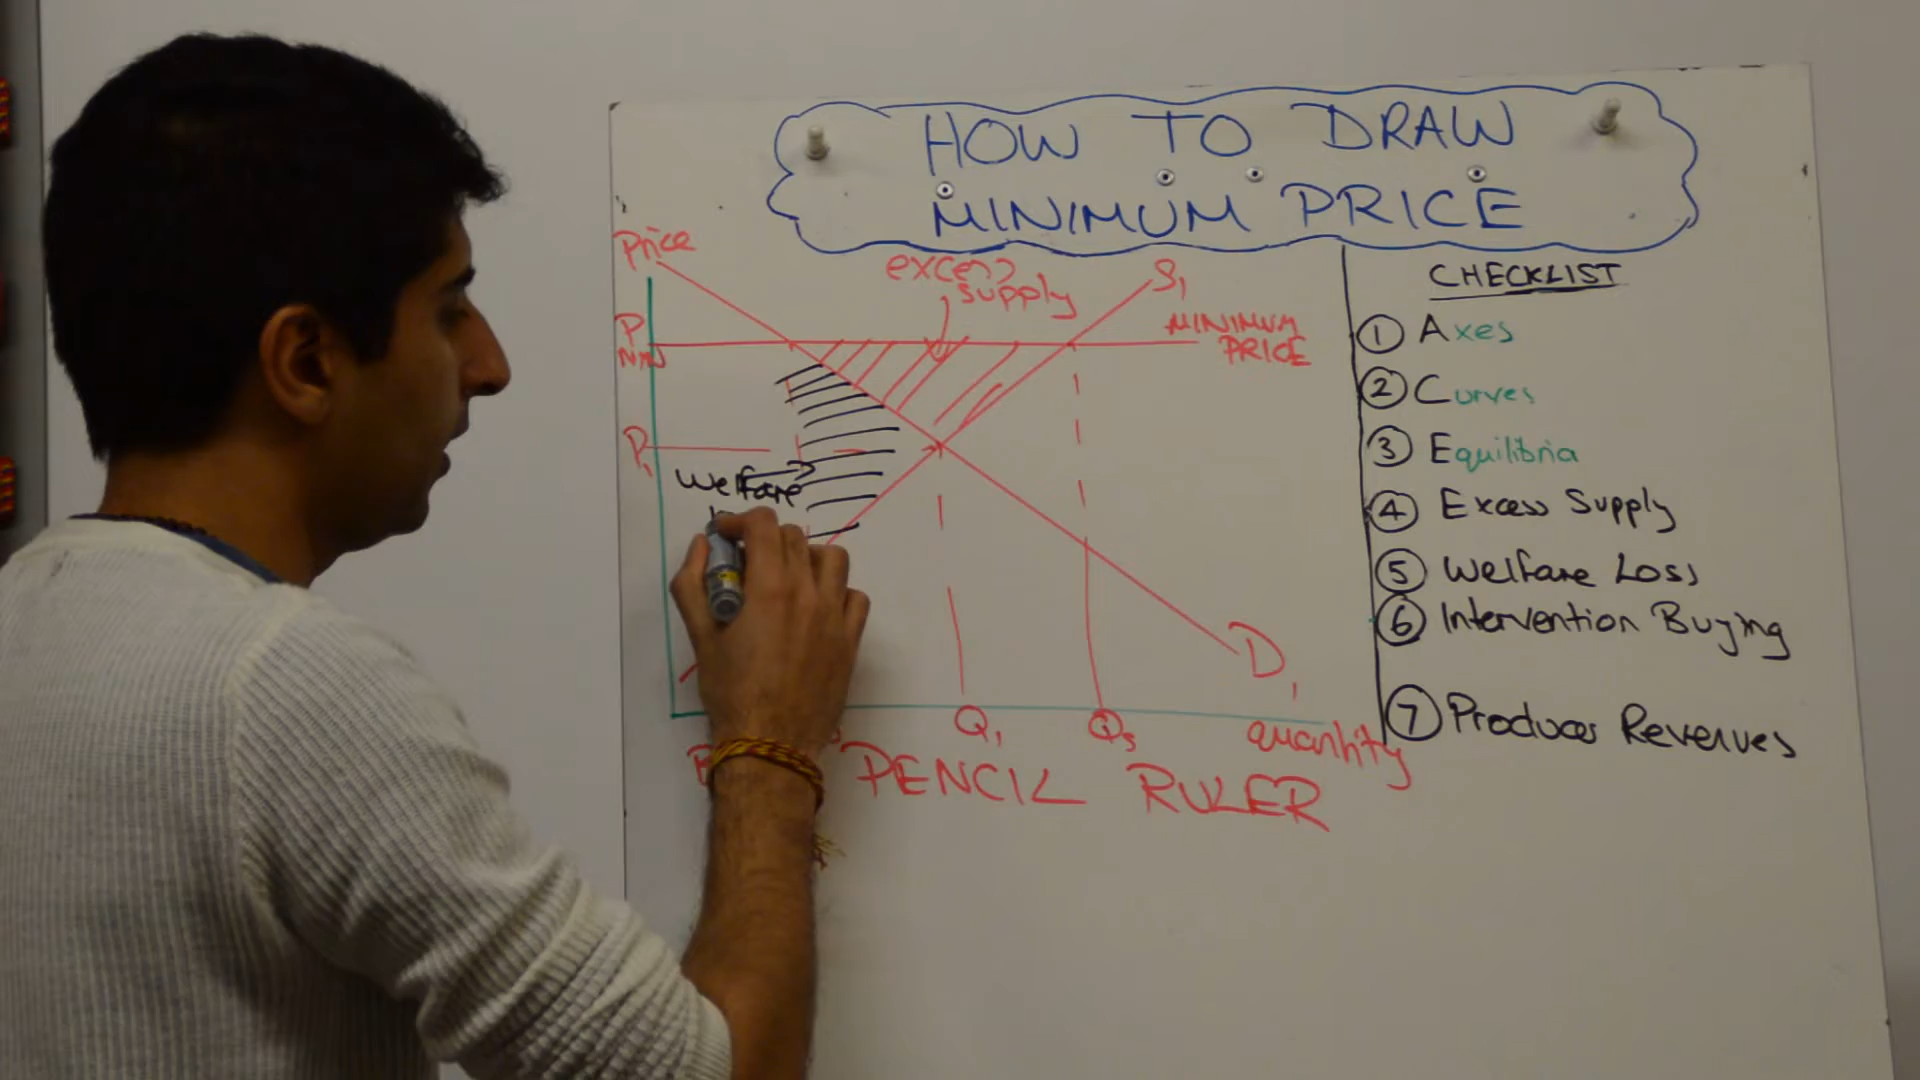 HOW TO DRAW
MINIMUM PRICE
Price
excess
supply
S1
MINIMUM
PRICE
P
MIN
P1
Welfare
D1
Q1
Q3
quantity
PENCIL RULER
CHECKLIST
1 Axes
2 Curves
3 Equilibria
4 Excess Supply
5 Welfare Loss
6 Intervention Buying
7 Producer Revenues